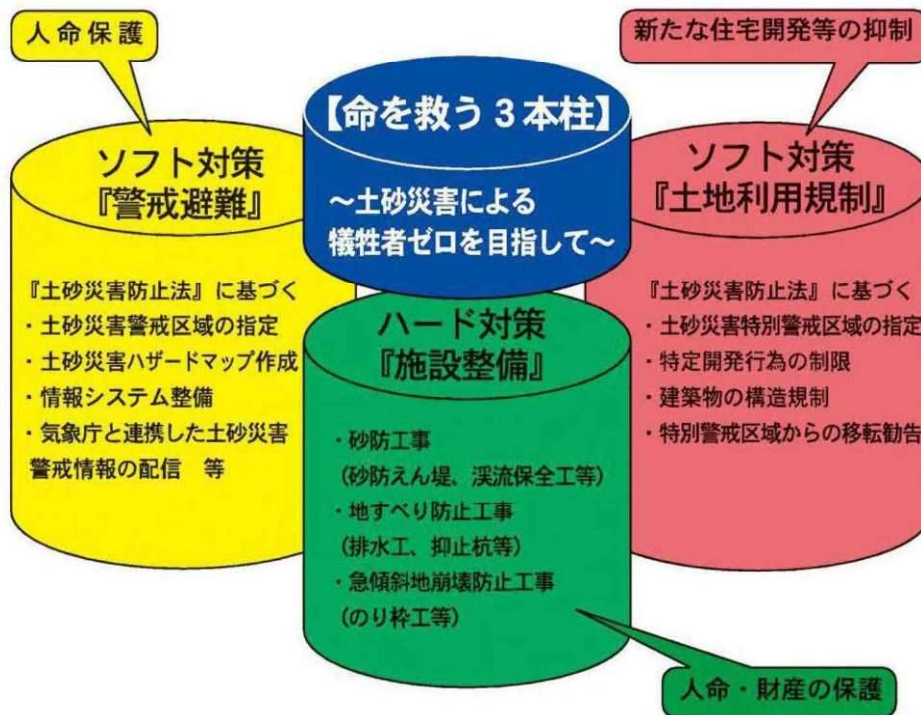 人命保護
新たな住宅開発等の抑制
【命を救う3本柱】
～土砂災害による
犠牲者ゼロを目指して～
ソフト対策
『警戒避難』
『土砂災害防止法』に基づく
・土砂災害警戒区域の指定
・土砂災害ハザードマップ作成
・情報システム整備
・気象庁と連携した土砂災害
警戒情報の配信　等
ハード対策
『施設整備』
・砂防工事
(砂防えん堤、渓流保全工等)
・地すべり防止工事
(排水工、抑止杭等)
・急傾斜地崩壊防止工事
(のり枠工等)
ソフト対策
『土地利用規制』
『土砂災害防止法』に基づく
・土砂災害特別警戒区域の指定
・特定開発行為の制限
・建築物の構造規制
・特別警戒区域からの移転勧告
人命・財産の保護